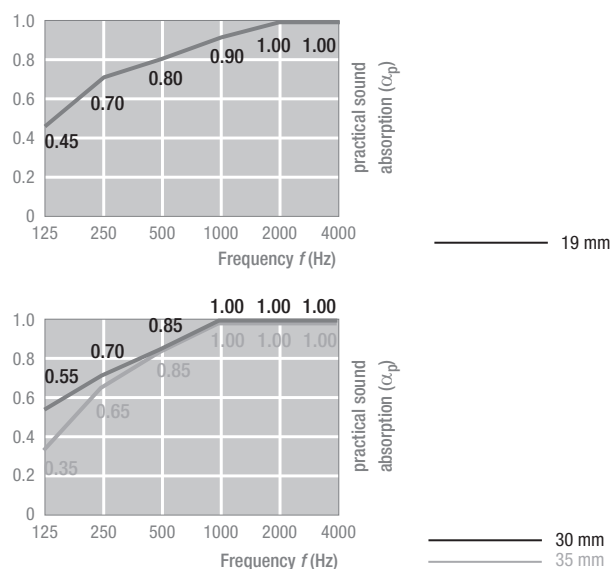 1.0
0.8
0.6
0.4
0.2
0
0.45
0.70
0.80
0.90
1.00 1.00
125 250 500 1000 2000 4000
Frequency f (Hz)
practical sound
absorption (αp)
19 mm
1.0
0.8
0.6
0.4
0.2
0
1.00 1.00 1.00
0.85
0.70
0.55
1.00 1.00 1.00
0.85
0.65
0.35
125 250 500 1000 2000 4000
Frequency f (Hz)
practical sound
absorption (αp)
30 mm
35 mm